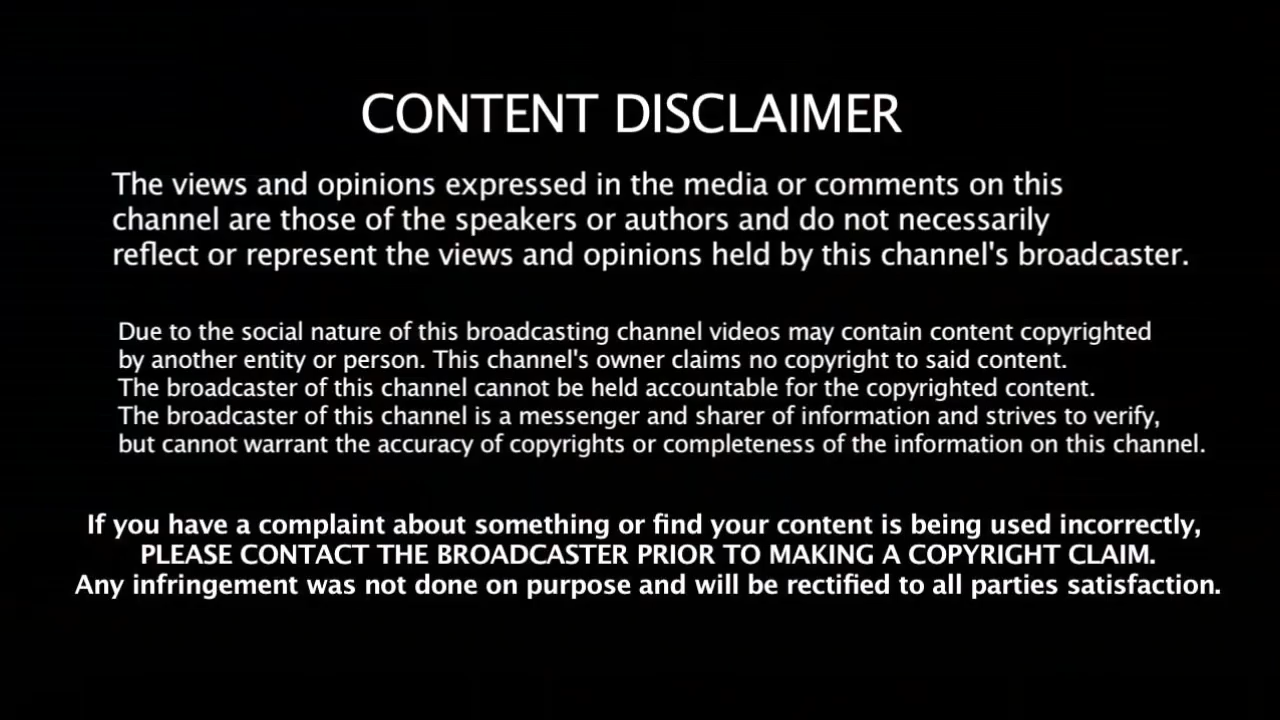 CONTENT DISCLAIMER
The views and opinions expressed in the media or comments on this
channel are those of the speakers or authors and do not necessarily
reflect or represent the views and opinions held by this channel's broadcaster.
Due to the social nature of this broadcasting channel videos may contain content copyrighted
by another entity or person. This channel's owner claims no copyright to said content.
The broadcaster of this channel cannot be held accountable for the copyrighted content.
The broadcaster of this channel is a messenger and sharer of information and strives to verify,
but cannot warrant the accuracy of copyrights or completeness of the information on this channel.
If you have a complaint about something or find your content is being used incorrectly,
PLEASE CONTACT THE BROADCASTER PRIOR TO MAKING A COPYRIGHT CLAIM.
Any infringement was not done on purpose and will be rectified to all parties satisfaction.